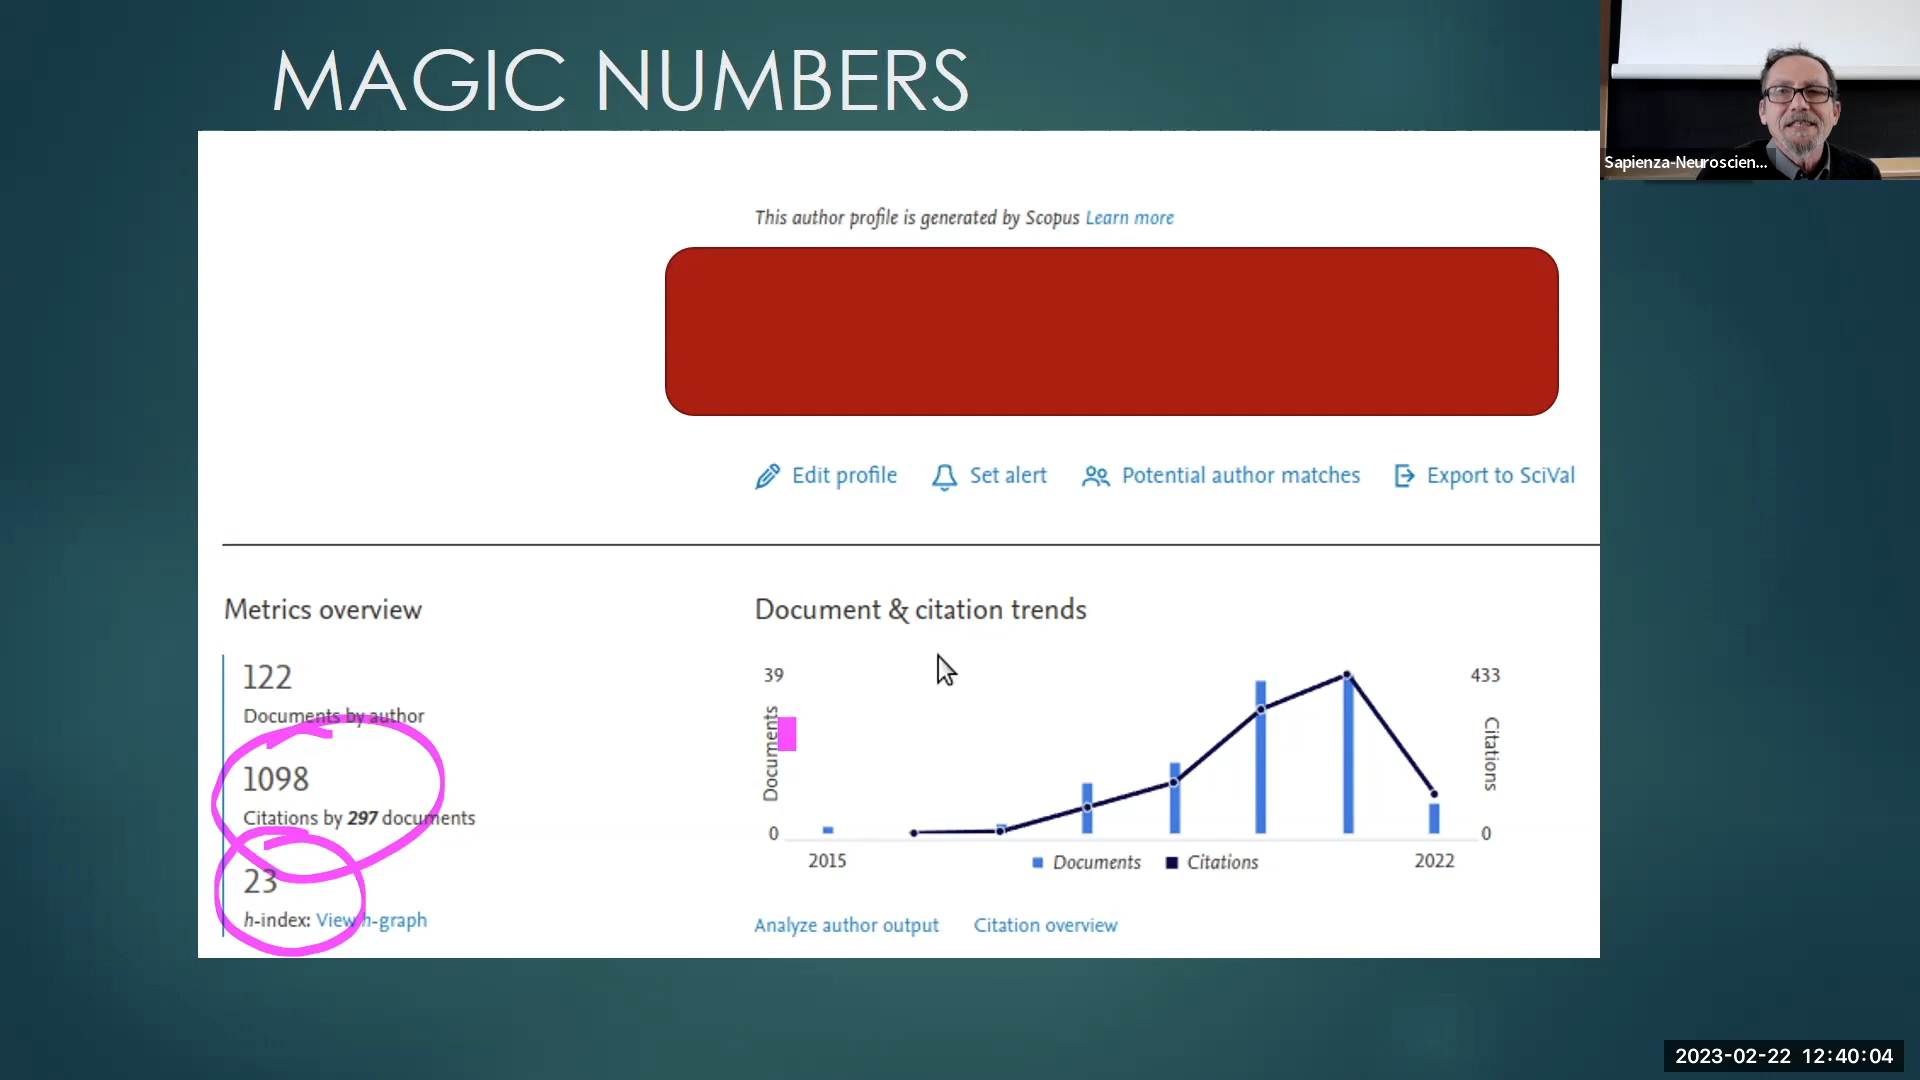 MAGIC NUMBERS
Sapienza-Neuroscien...
This author profile is generated by Scopus Learn more
Edit profile Set alert Potential author matches Export to SciVal
Metrics overview
122
Documents by author
1098
Citations by 297 documents
23
h-index: View h-graph
Document & citation trends
39
433
Documents
Citations
0
0
2015
2022
Documents Citations
Analyze author output Citation overview
2023-02-22 12:40:04